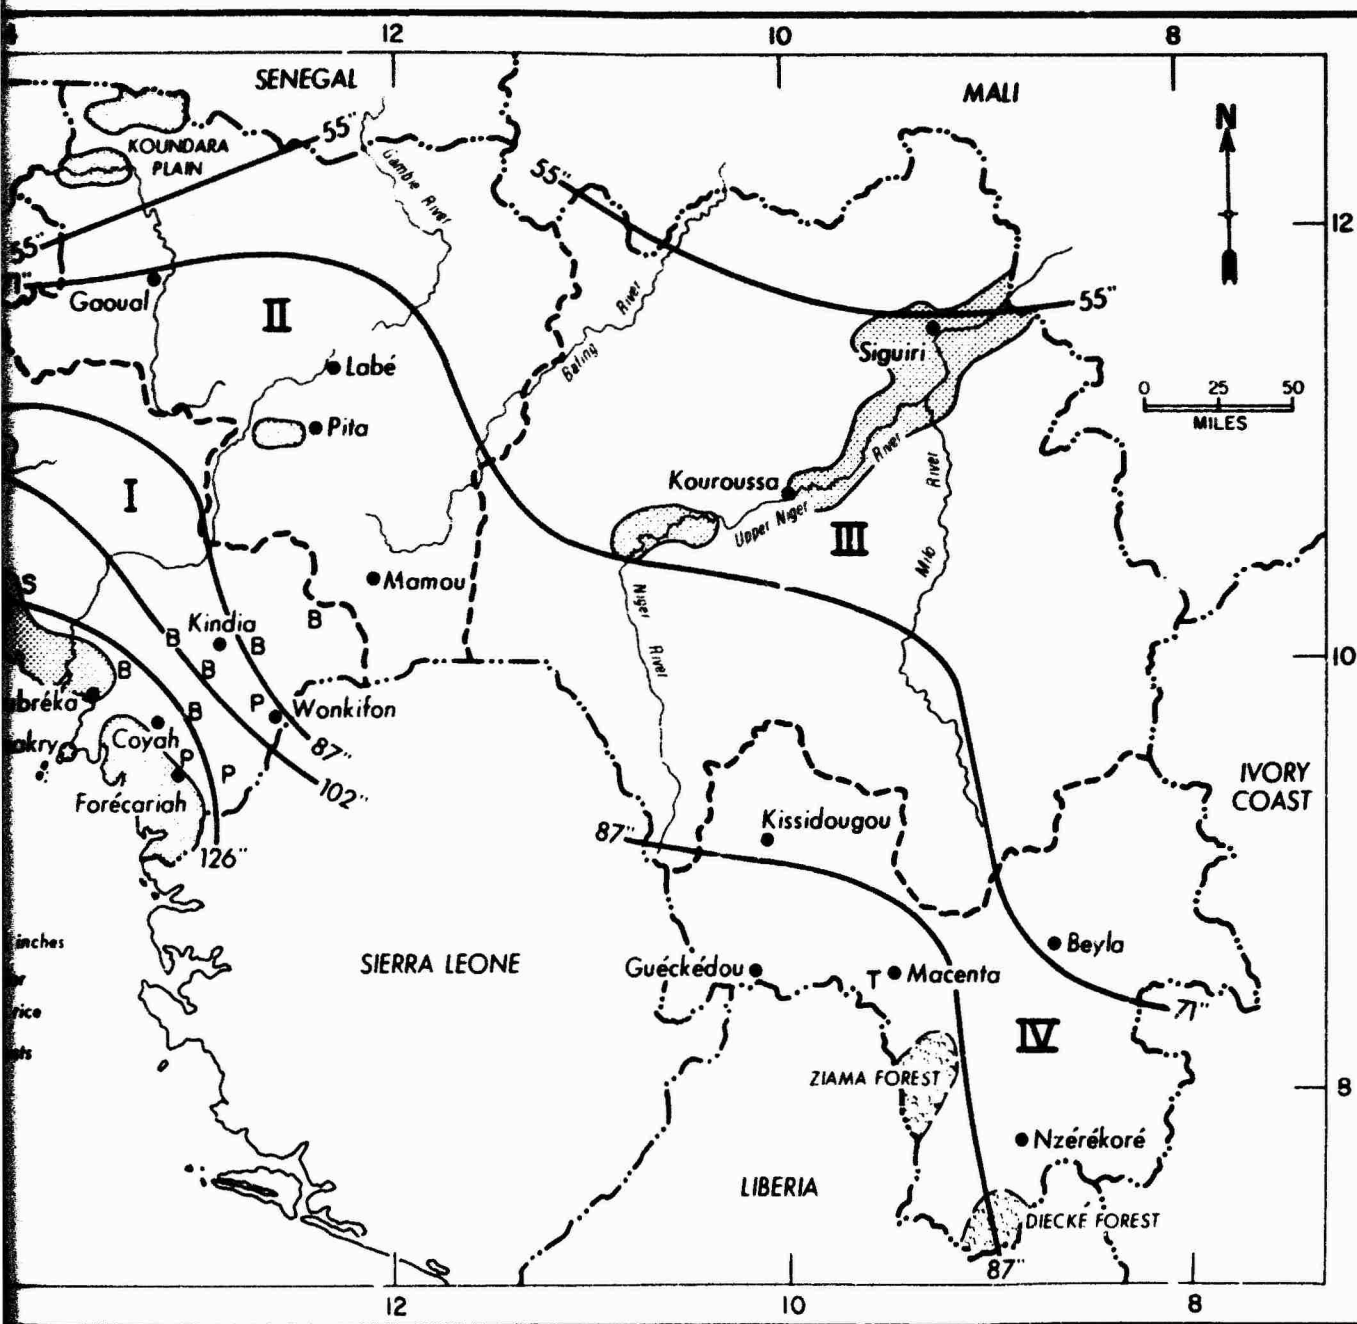 12 10 8
SENEGAL
MALI
N
KOUNDARA
PLAIN
55"
Gambie River
55"
12
55"
Gaoual
II
Bafing River
55"
Siguiri
Labé
0 25 50
MILES
Pita
I
Kouroussa
Upper Niger River
III
Milo River
S
Mamou
Niger River
Kindia
B
B
B
B
10
B
B
P
Wonkifon
Coyah
P
P
87"
102"
Forécariah
126"
IVORY
COAST
Kissidougou
87"
inches
rice
SIERRA LEONE
Guéckédou
T
Macenta
Beyla
71"
IV
ZIAMA FOREST
8
Nzérékoré
LIBERIA
DIECKÉ FOREST
87"
12 10 8